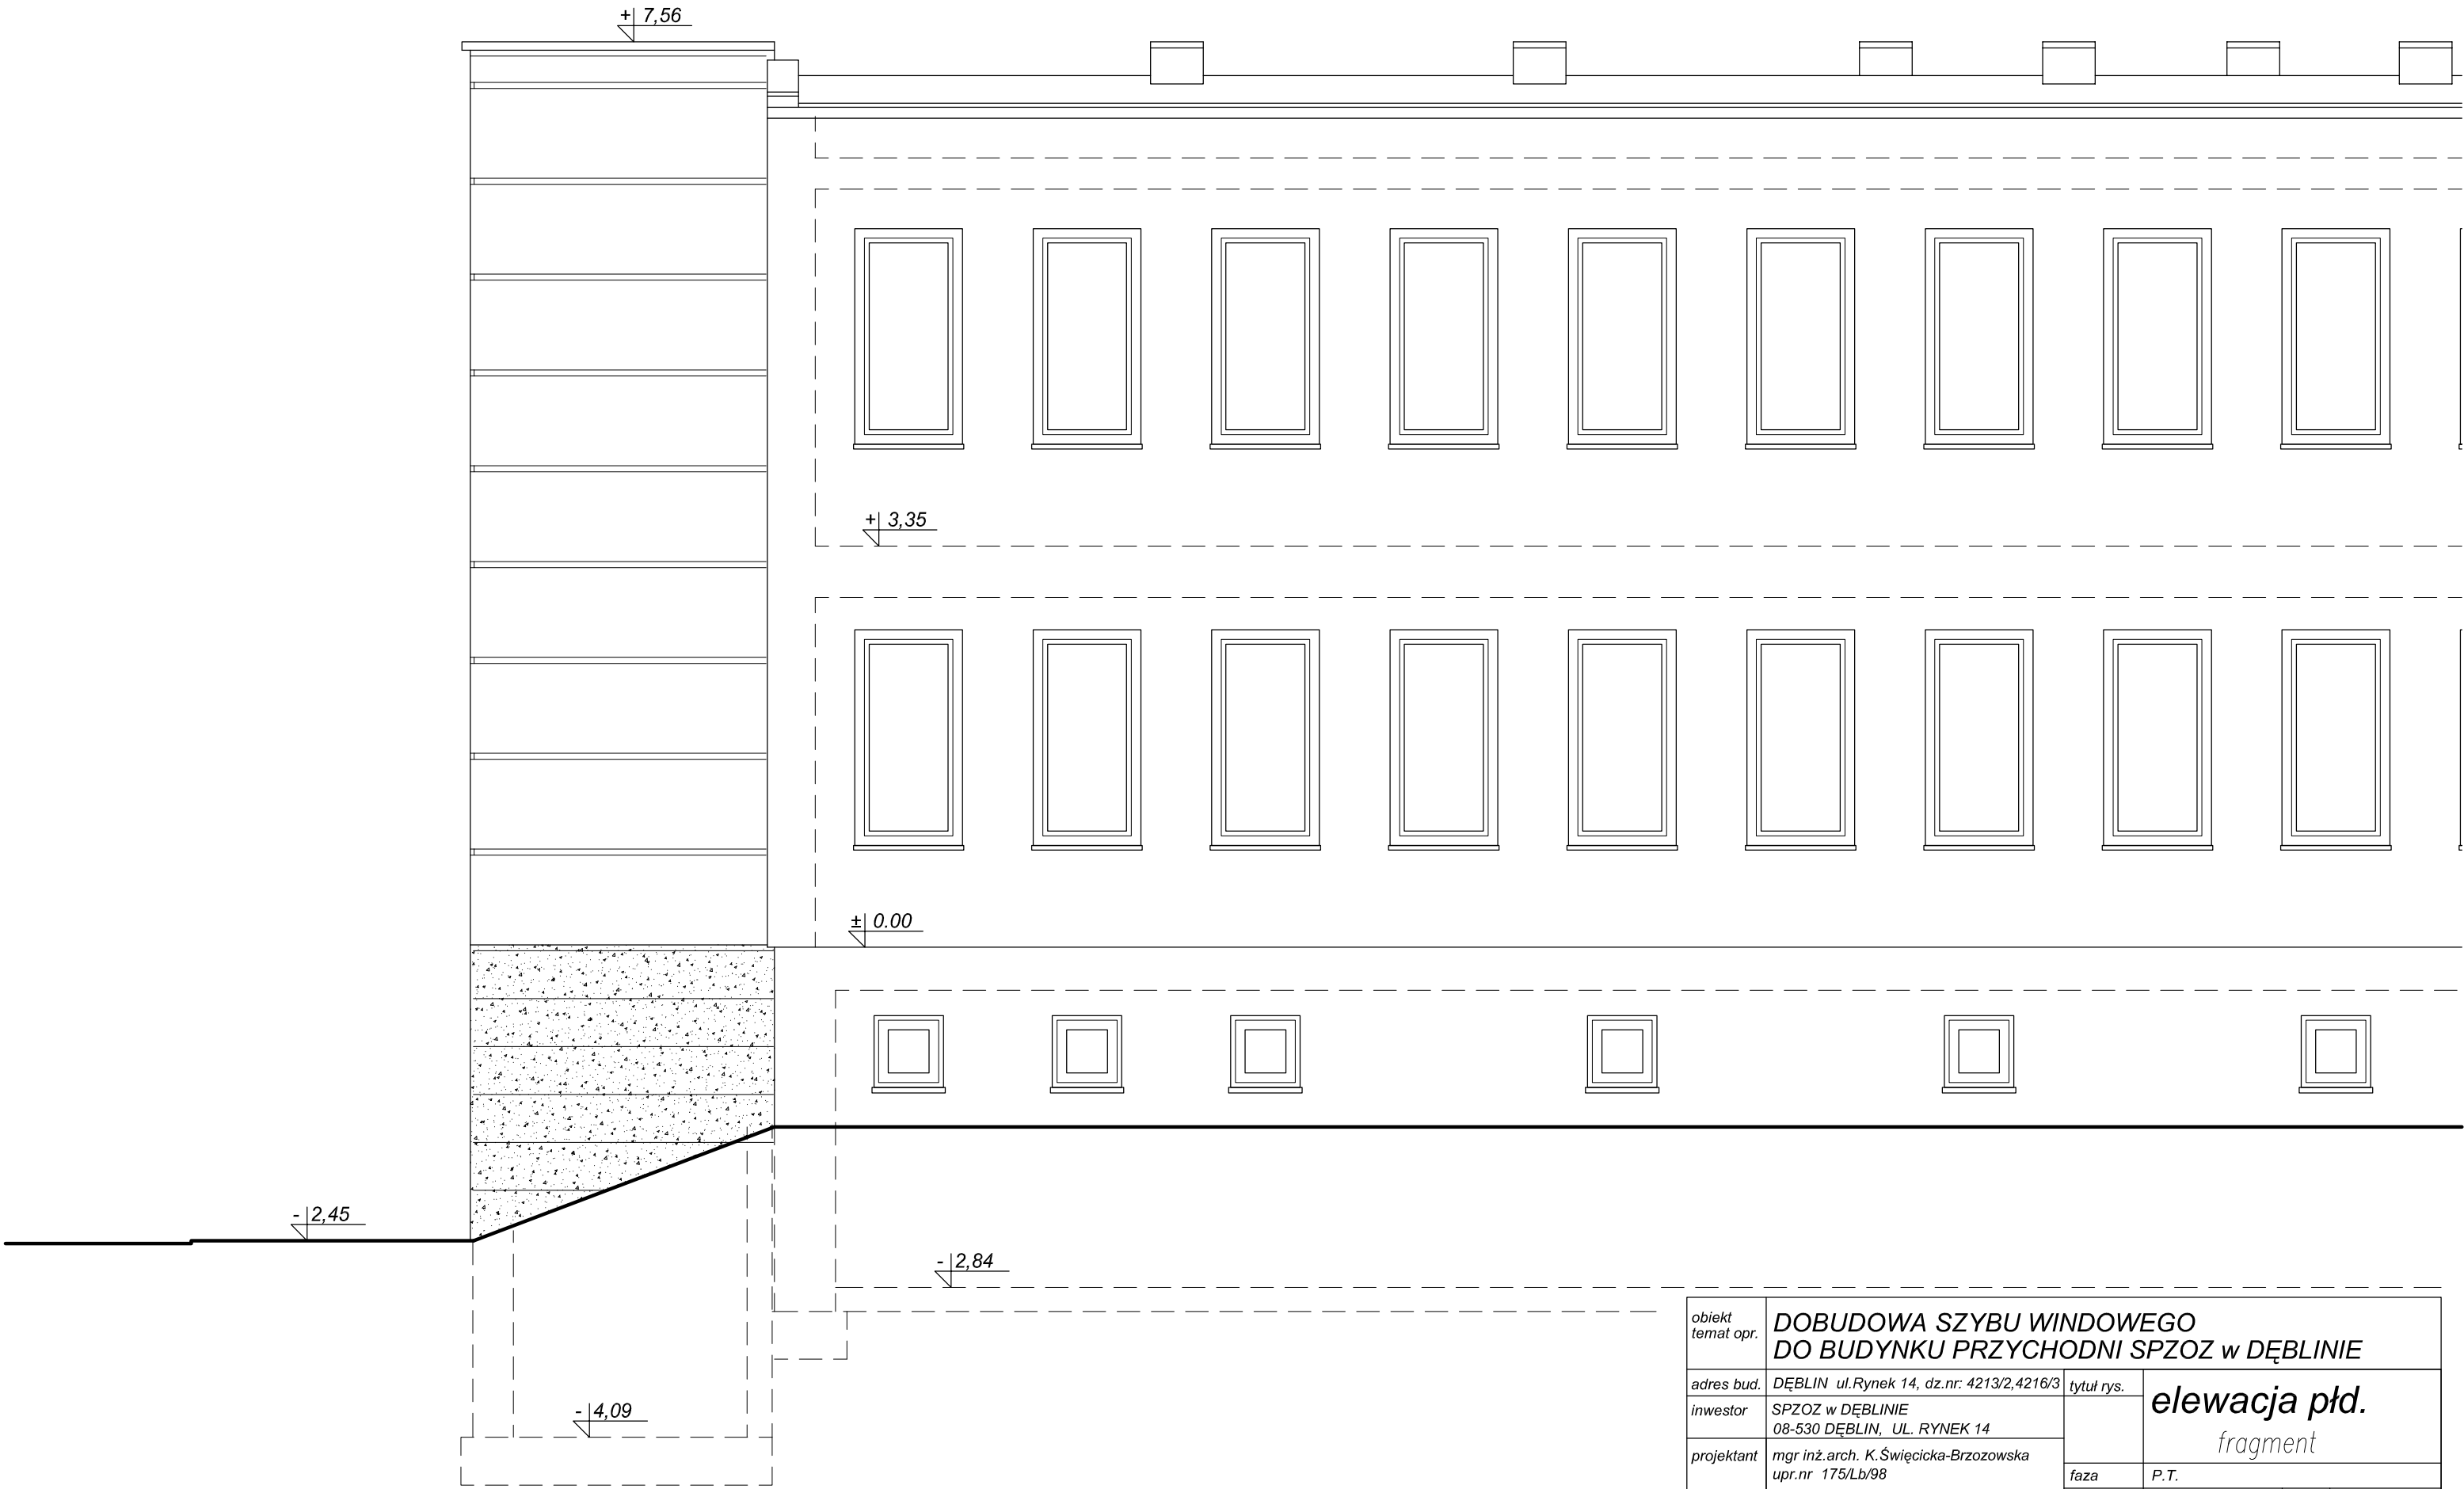 + 7,56
+ 3,35
± 0.00
- 2,45
- 2,84
- 4,09
obiekt
temat opr.
DOBUDOWA SZYBU WINDOWEGO
DO BUDYNKU PRZYCHODNI SPZOZ w DĘBLINIE
adres bud.
DĘBLIN ul.Rynek 14, dz.nr: 4213/2,4216/3
tytuł rys.
elewacja płd.
fragment
inwestor
SPZOZ w DĘBLINIE
08-530 DĘBLIN, UL. RYNEK 14
projektant
mgr inż.arch. K.Święcicka-Brzozowska
upr.nr 175/Lb/98
faza
P.T.